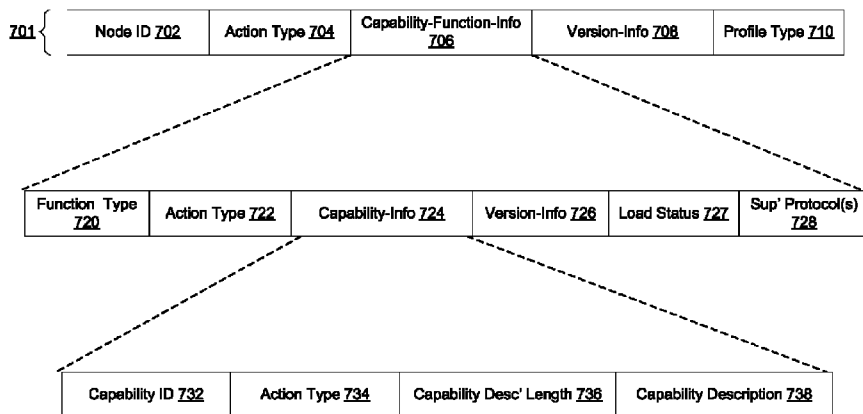 701
Node ID 702
Action Type 704
Capability-Function-Info
706
Version-Info 708
Profile Type 710
Function Type
720
Action Type 722
Capability-Info 724
Version-Info 726
Load Status 727
Sup' Protocol(s)
728
Capability ID 732
Action Type 734
Capability Desc' Length 736
Capability Description 738